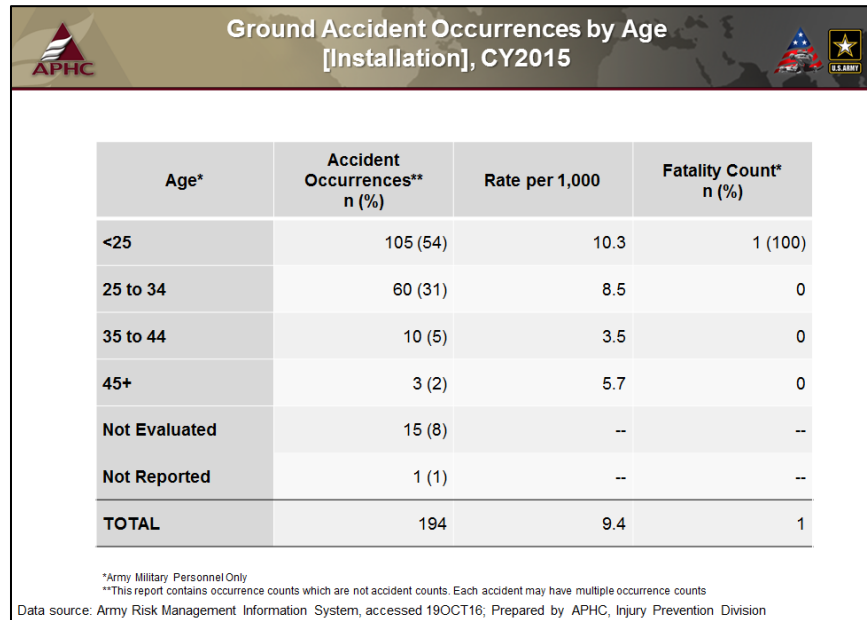 Ground Accident Occurrences by Age
[Installation], CY2015
APHC
U.S.ARMY
Age*
Accident
Occurrences**
n (%)
Rate per 1,000
Fatality Count*
n (%)
<25 105 (54) 10.3 1 (100)
25 to 34 60 (31) 8.5 0
35 to 44 10 (5) 3.5 0
45+ 3 (2) 5.7 0
Not Evaluated 15 (8) -- --
Not Reported 1 (1) -- --
TOTAL 194 9.4 1
*Army Military Personnel Only
**This report contains occurrence counts which are not accident counts. Each accident may have multiple occurrence counts
Data source: Army Risk Management Information System, accessed 19OCT16; Prepared by APHC, Injury Prevention Division